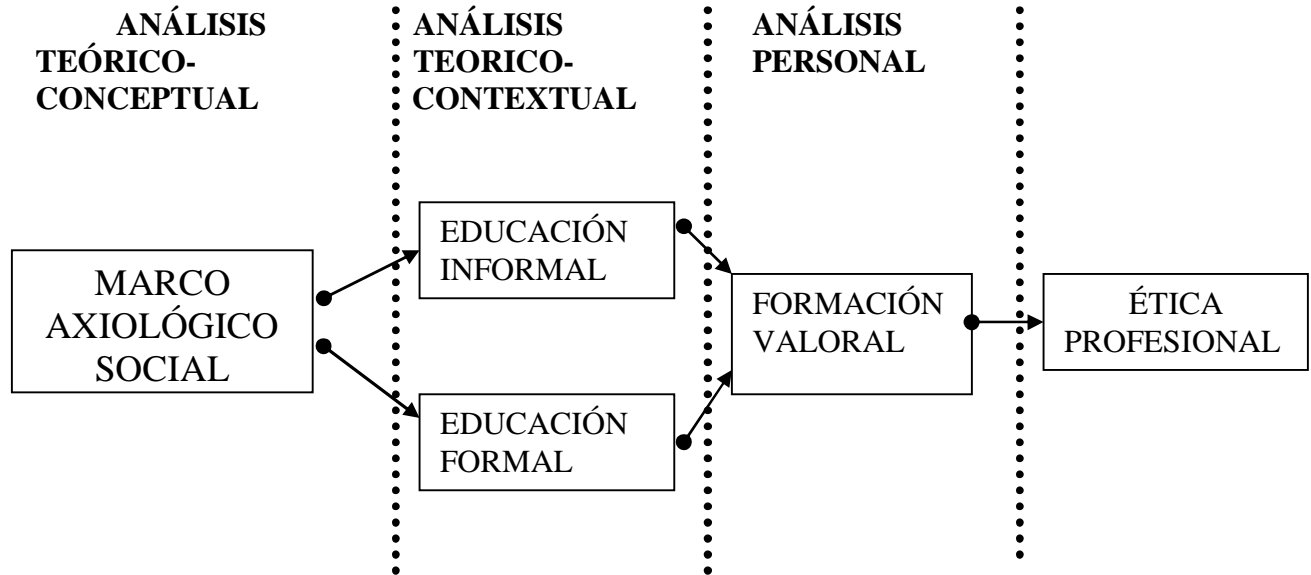 ANÁLISIS
TEÓRICO-
CONCEPTUAL
ANÁLISIS
TEORICO-
CONTEXTUAL
ANÁLISIS
PERSONAL
MARCO
AXIOLÓGICO
SOCIAL
EDUCACIÓN
INFORMAL
EDUCACIÓN
FORMAL
FORMACIÓN
VALORAL
ÉTICA
PROFESIONAL